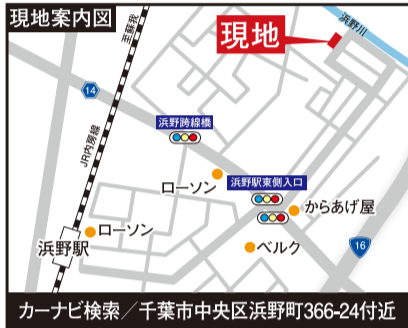 現地案内図
至蘇我
浜野川
現地
14
JR内房線
浜野跨線橋
ローソン
浜野駅東側入口
からあげ屋
ローソン
浜野駅
ベルク
16
カーナビ検索／千葉市中央区浜野町366-24付近